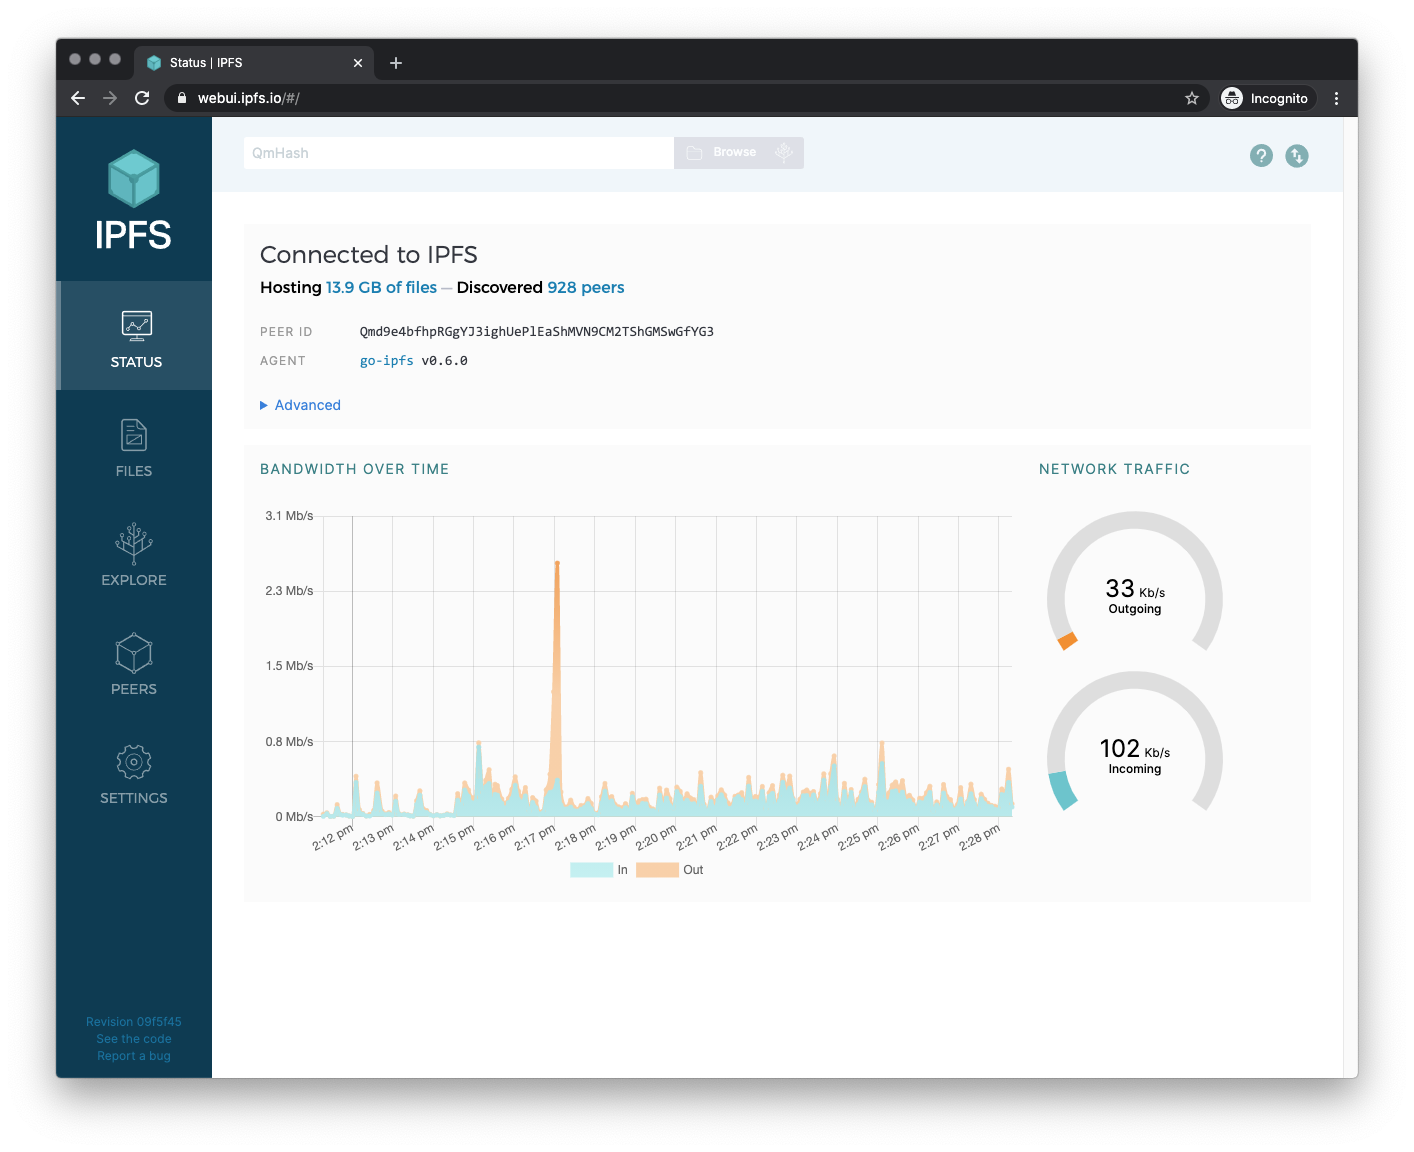 Status | IPFS
webui.ipfs.io/#/
Incognito
IPFS
STATUS
FILES
EXPLORE
PEERS
SETTINGS
Revision 09f5f45
See the code
Report a bug
QmHash
Browse
?
Connected to IPFS
Hosting 13.9 GB of files — Discovered 928 peers
PEER ID Qmd9e4bfhpRGgYJ3ighUePlEaShMVN9CM2TShGMSwGfYG3
AGENT go-ipfs v0.6.0
Advanced
BANDWIDTH OVER TIME
3.1 Mb/s
2.3 Mb/s
1.5 Mb/s
0.8 Mb/s
0 Mb/s
2:12 pm 2:13 pm 2:14 pm 2:15 pm 2:16 pm 2:17 pm 2:18 pm 2:19 pm 2:20 pm 2:21 pm 2:22 pm 2:23 pm 2:24 pm 2:25 pm 2:26 pm 2:27 pm 2:28 pm
In Out
NETWORK TRAFFIC
33 Kb/s
Outgoing
102 Kb/s
Incoming